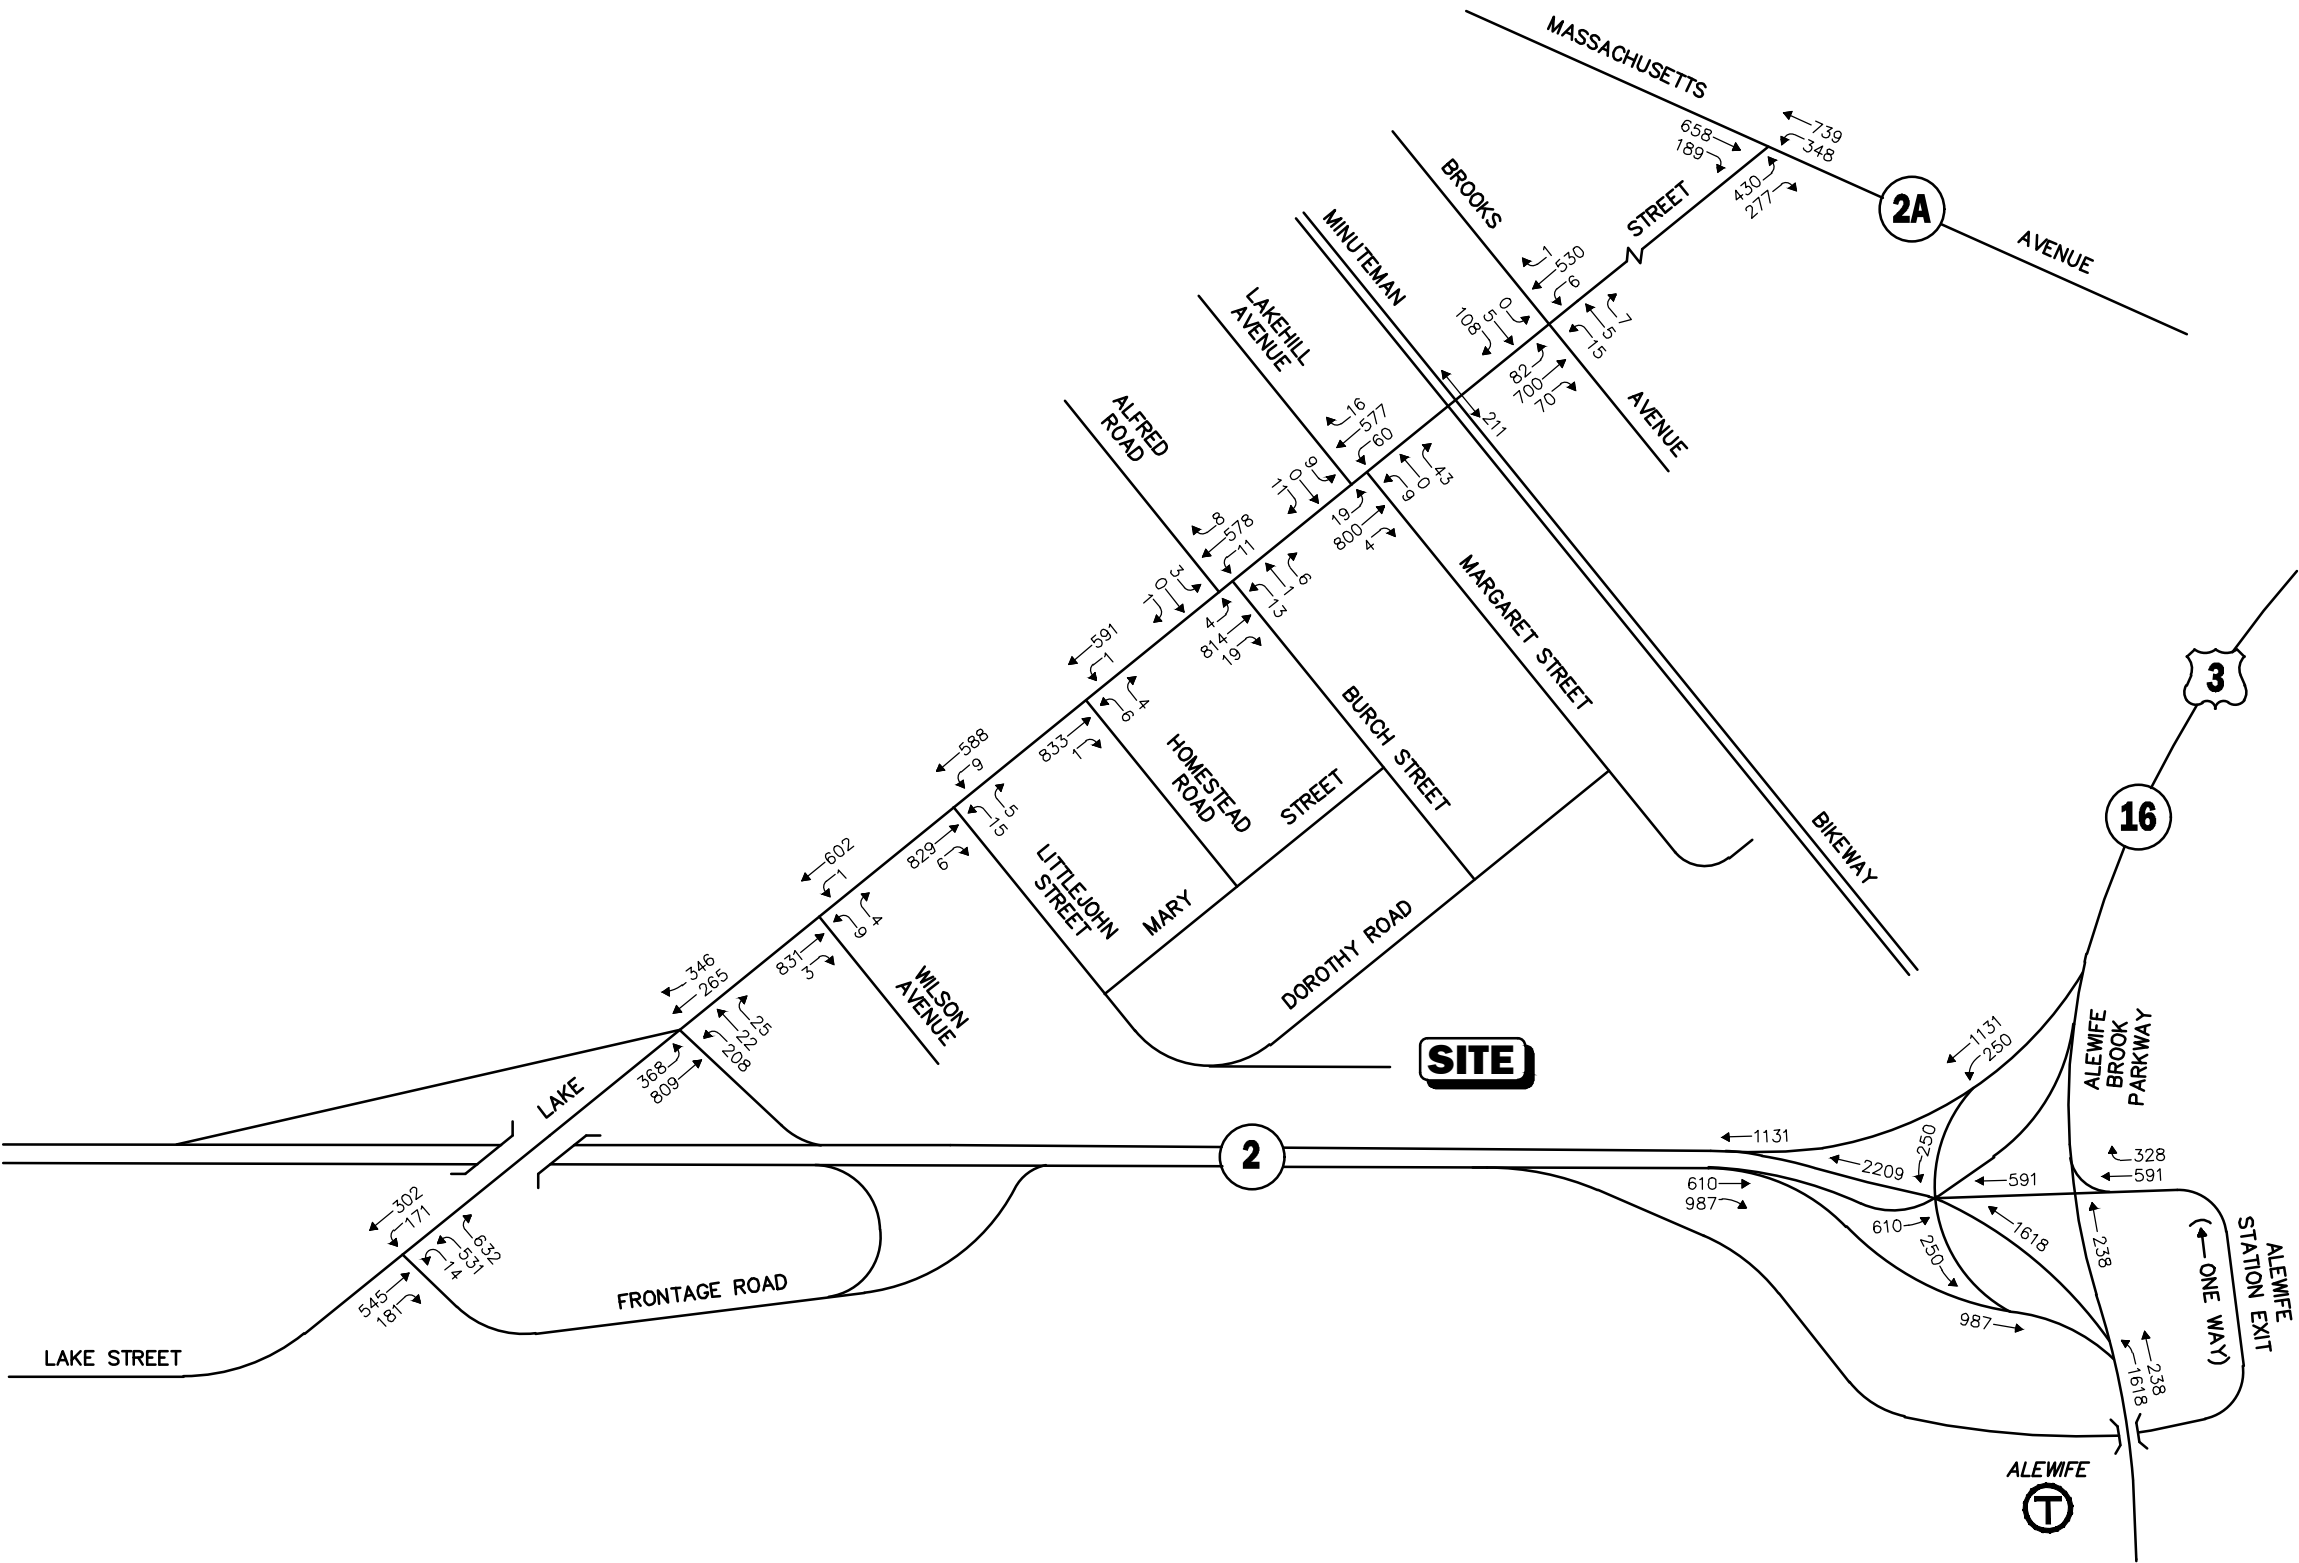 MASSACHUSETTS
739
348
658
189
430
277
2A
AVENUE
BROOKS
STREET
MINUTEMAN
1
530
6
0
5
108
7
5
15
82
700
70
AVENUE
211
LAKEHILL
AVENUE
16
577
60
9
0
11
43
0
9
19
800
4
ALFRED
ROAD
8
578
11
3
0
1
6
1
13
4
814
19
MARGARET STREET
591
1
4
6
833
1
BURCH STREET
HOMESTEAD
ROAD
STREET
3
16
588
9
5
15
829
6
LITTLEJOHN
STREET
MARY
DOROTHY ROAD
BIKEWAY
602
1
4
9
831
3
WILSON
AVENUE
346
265
25
22
208
368
809
LAKE
SITE
ALEWIFE
BROOK
PARKWAY
1131
250
2
1131
2209
250
328
591
591
610
987
610
250
1618
238
987
238
1618
ALEWIFE
STATION EXIT
(← ONE WAY)
302
171
632
531
14
545
181
FRONTAGE ROAD
LAKE STREET
ALEWIFE
T